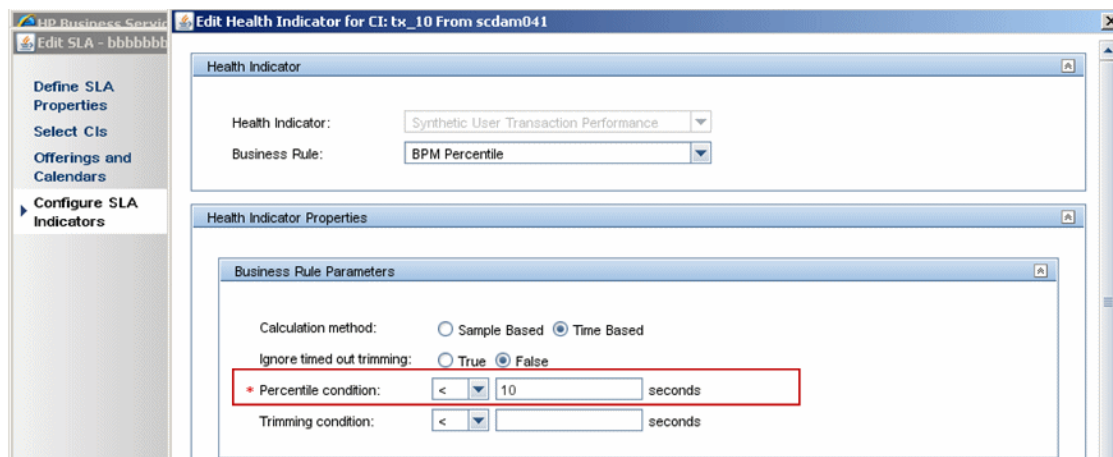 HP Business Servic
Edit Health Indicator for CI: tx_10 From scdam041
Edit SLA - bbbbbbb
Define SLA
Properties
Select CIs
Offerings and
Calendars
Configure SLA
Indicators
Health Indicator
Health Indicator: Synthetic User Transaction Performance
Business Rule: BPM Percentile
Health Indicator Properties
Business Rule Parameters
Calculation method: Sample Based Time Based
Ignore timed out trimming: True False
* Percentile condition: < 10 seconds
Trimming condition: < seconds